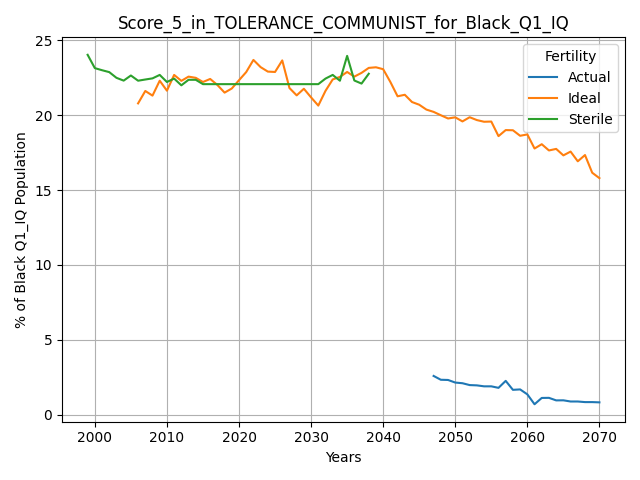 Score_5_in_TOLERANCE_COMMUNIST_for_Black_Q1_IQ
% of Black Q1_IQ Population
25
20
15
10
5
0
Fertility
Actual
Ideal
Sterile
2000 2010 2020 2030 2040 2050 2060 2070
Years